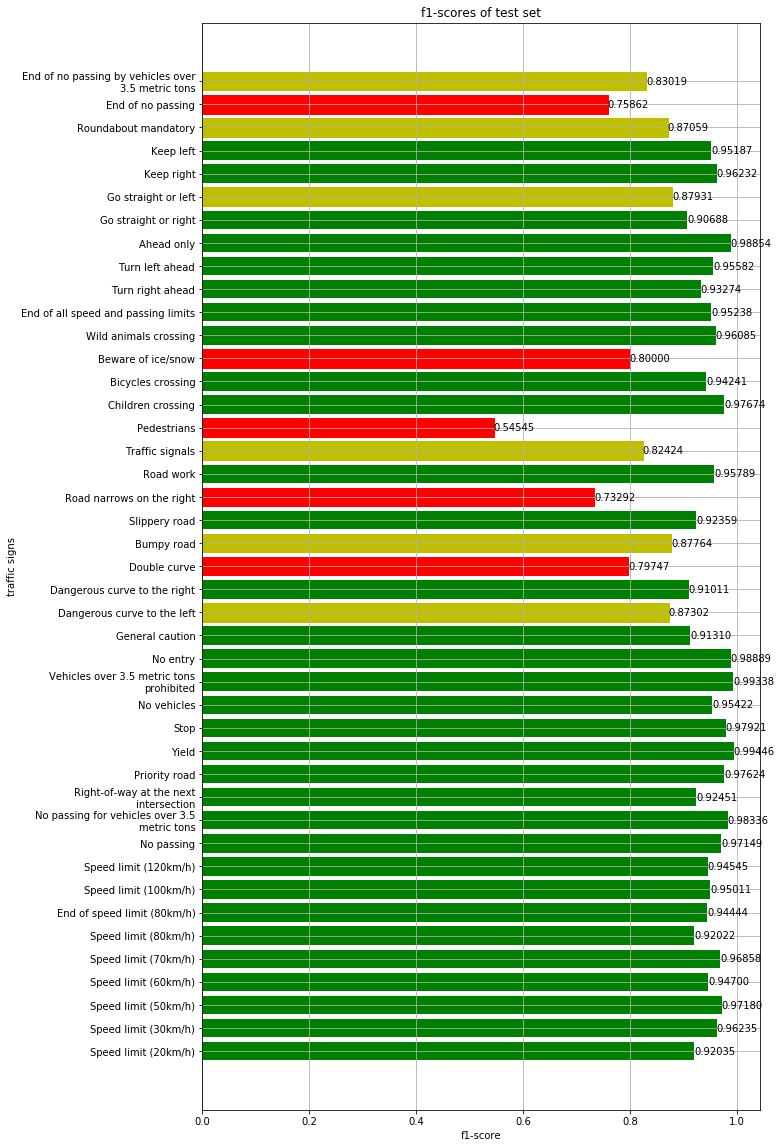 f1-scores of test set
End of no passing by vehicles over
3.5 metric tons
0.83019
End of no passing
0.75862
Roundabout mandatory
0.87059
Keep left
0.95187
Keep right
0.96232
Go straight or left
0.87931
Go straight or right
0.90688
Ahead only
0.98854
Turn left ahead
0.95582
Turn right ahead
0.93274
End of all speed and passing limits
0.95238
Wild animals crossing
0.96085
Beware of ice/snow
0.80000
Bicycles crossing
0.94241
Children crossing
0.97674
Pedestrians
0.54545
Traffic signals
0.82424
Road work
0.95789
Road narrows on the right
0.73292
Slippery road
0.92359
Bumpy road
0.87764
Double curve
0.79747
Dangerous curve to the right
0.91011
Dangerous curve to the left
0.87302
General caution
0.91310
No entry
0.98889
Vehicles over 3.5 metric tons
prohibited
0.99338
No vehicles
0.95422
Stop
0.97921
Yield
0.99446
Priority road
0.97624
Right-of-way at the next
intersection
0.92451
No passing for vehicles over 3.5
metric tons
0.98336
No passing
0.97149
Speed limit (120km/h)
0.94545
Speed limit (100km/h)
0.95011
End of speed limit (80km/h)
0.94444
Speed limit (80km/h)
0.92022
Speed limit (70km/h)
0.96858
Speed limit (60km/h)
0.94700
Speed limit (50km/h)
0.97180
Speed limit (30km/h)
0.96235
Speed limit (20km/h)
0.92035
traffic signs
0.0 0.2 0.4 0.6 0.8 1.0
f1-score